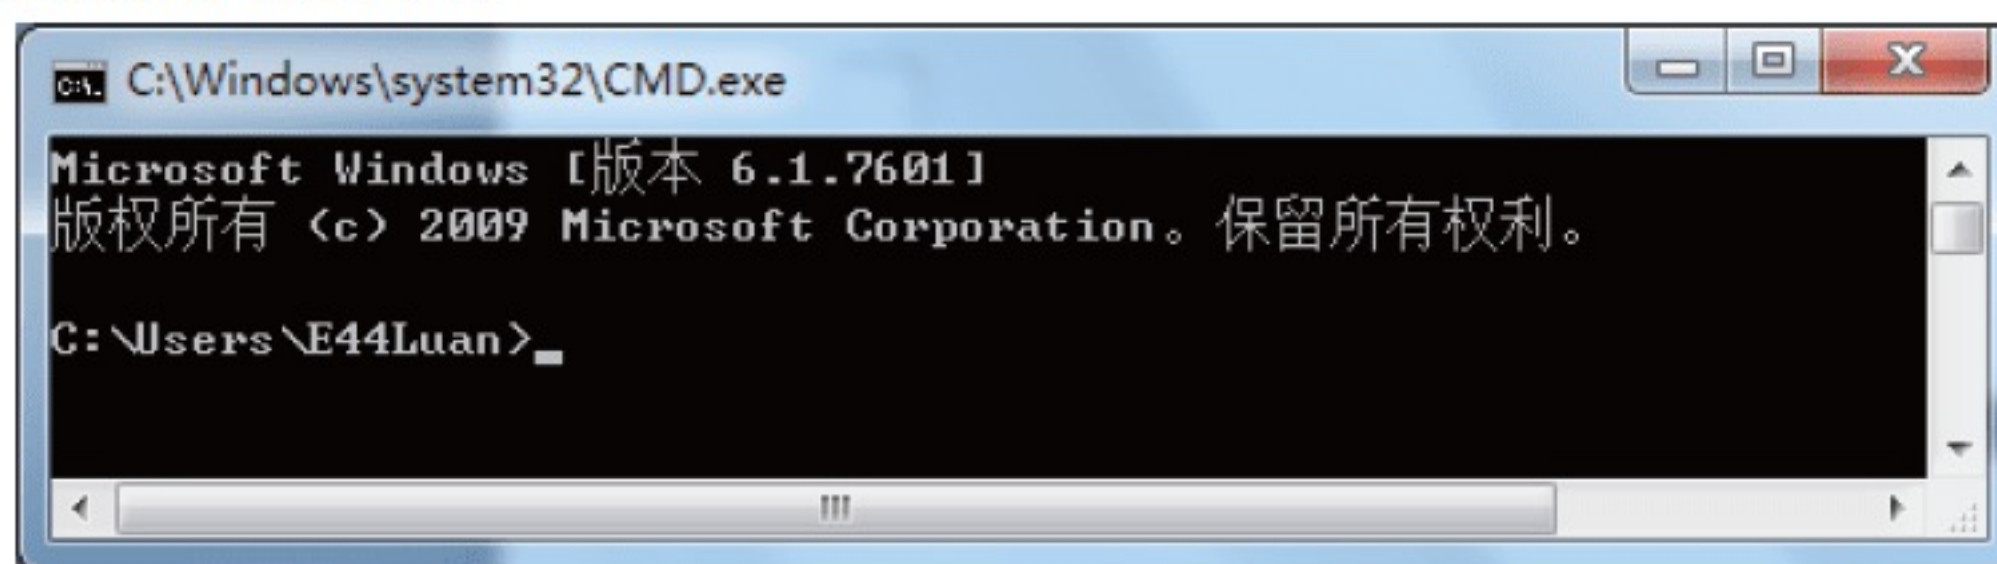 C:\Windows\system32\CMD.exe
Microsoft Windows [版本 6.1.7601]
版权所有 (c) 2009 Microsoft Corporation。保留所有权利。
C:\Users\E44Luan>_